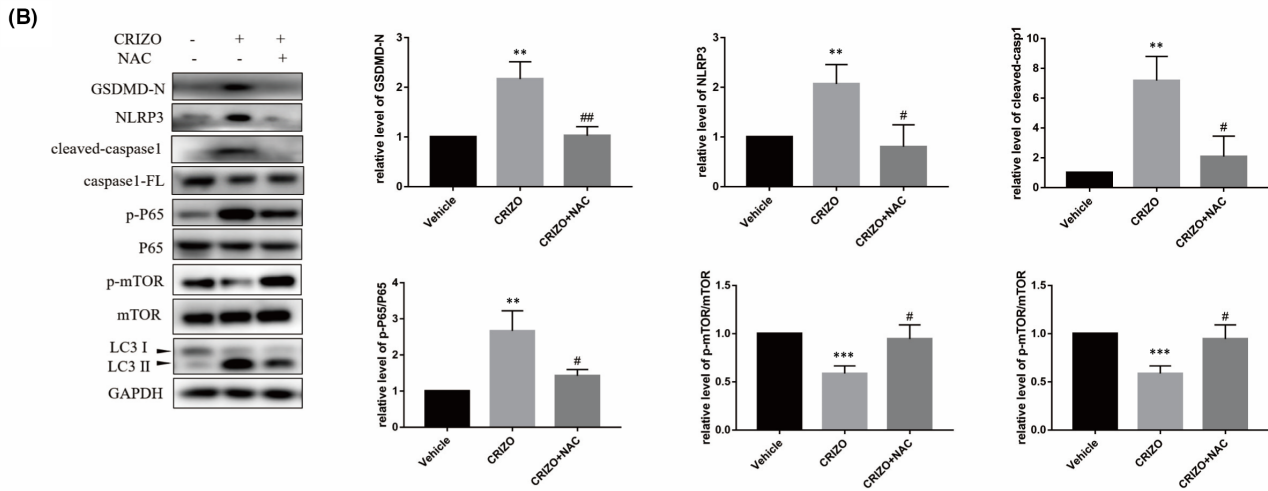 (B)
CRIZO - + +
NAC - - +
GSDMD-N
NLRP3
cleaved-caspase1
caspase1-FL
p-P65
P65
p-mTOR
mTOR
LC3 I
LC3 II
GAPDH
relative level of GSDMD-N
3
2
1
0
**
##
Vehicle
CRIZO
CRIZO+NAC
relative level of NLRP3
3
2
1
0
**
#
Vehicle
CRIZO
CRIZO+NAC
relative level of cleaved-casp1
10
8
6
4
2
0
**
#
Vehicle
CRIZO
CRIZO+NAC
relative level of p-P65/P65
4
3
2
1
0
**
#
Vehicle
CRIZO
CRIZO+NAC
relative level of p-mTOR/mTOR
1.5
1.0
0.5
0.0
***
#
Vehicle
CRIZO
CRIZO+NAC
relative level of p-mTOR/mTOR
1.5
1.0
0.5
0.0
***
#
Vehicle
CRIZO
CRIZO+NAC